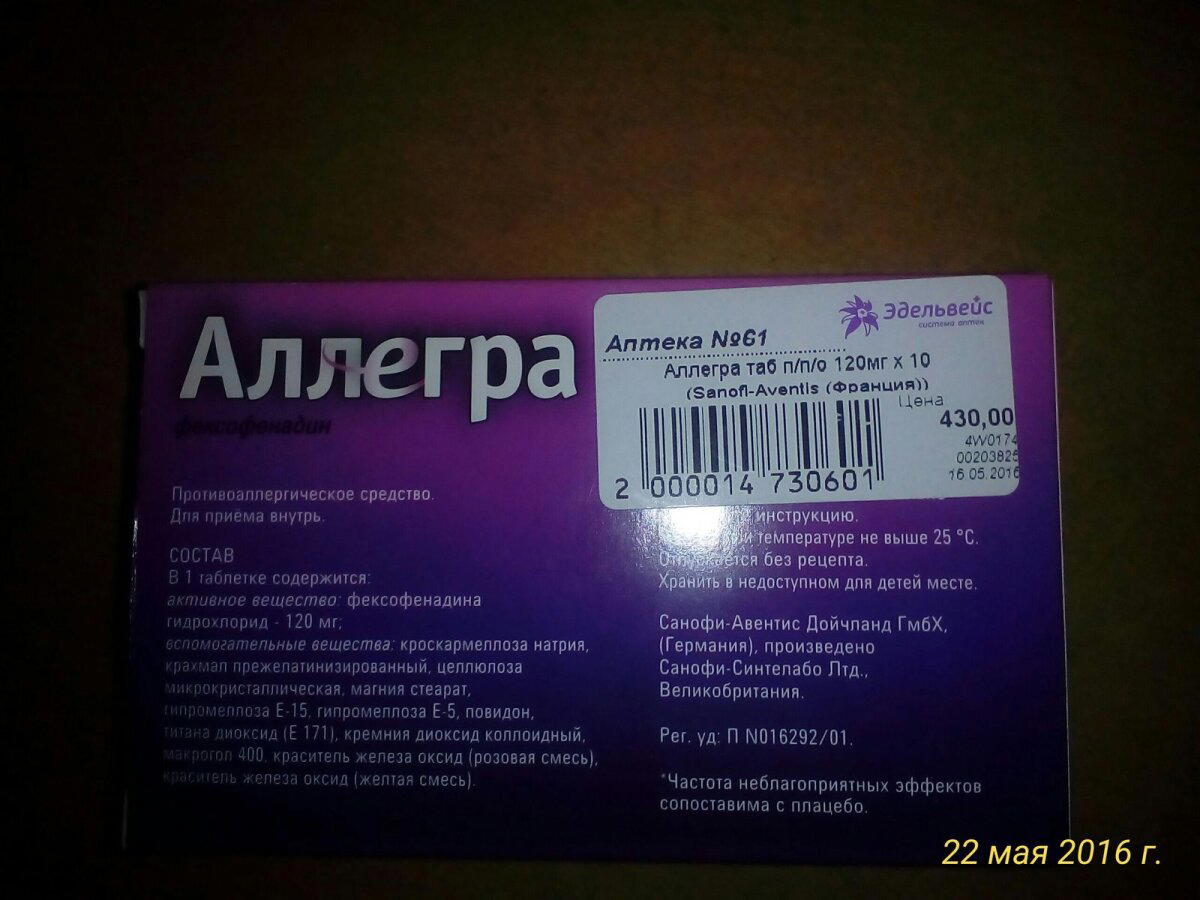 Аллегра
фексофенадин
Противоаллергическое средство.
Для приёма внутрь.
СОСТАВ
В 1 таблетке содержится:
активное вещество: фексофенадина
гидрохлорид - 120 мг;
вспомогательные вещества: кроскармеллоза натрия,
крахмал прежелатинизированный, целлюлоза
микрокристаллическая, магния стеарат,
гипромеллоза Е-15, гипромеллоза Е-5, повидон,
титана диоксид (Е 171), кремния диоксид коллоидный,
макрогол 400, краситель железа оксид (розовая смесь),
краситель железа оксид (желтая смесь).
Эдельвейс
система аптек
Аптека №61
Аллегра таб п/п/о 120мг х 10
(Sanofi-Aventis (Франция))
Цена
430,00
4W0174
00203826
16.05.2016
2 000014 730601
инструкцию.
температуре не выше 25 °С.
Отпускается без рецепта.
Хранить в недоступном для детей месте.
Санофи-Авентис Дойчланд ГмбХ,
(Германия), произведено
Санофи-Синтелабо Лтд.,
Великобритания.
Рег. уд: П N016292/01.
*Частота неблагоприятных эффектов
сопоставима с плацебо.
22 мая 2016 г.